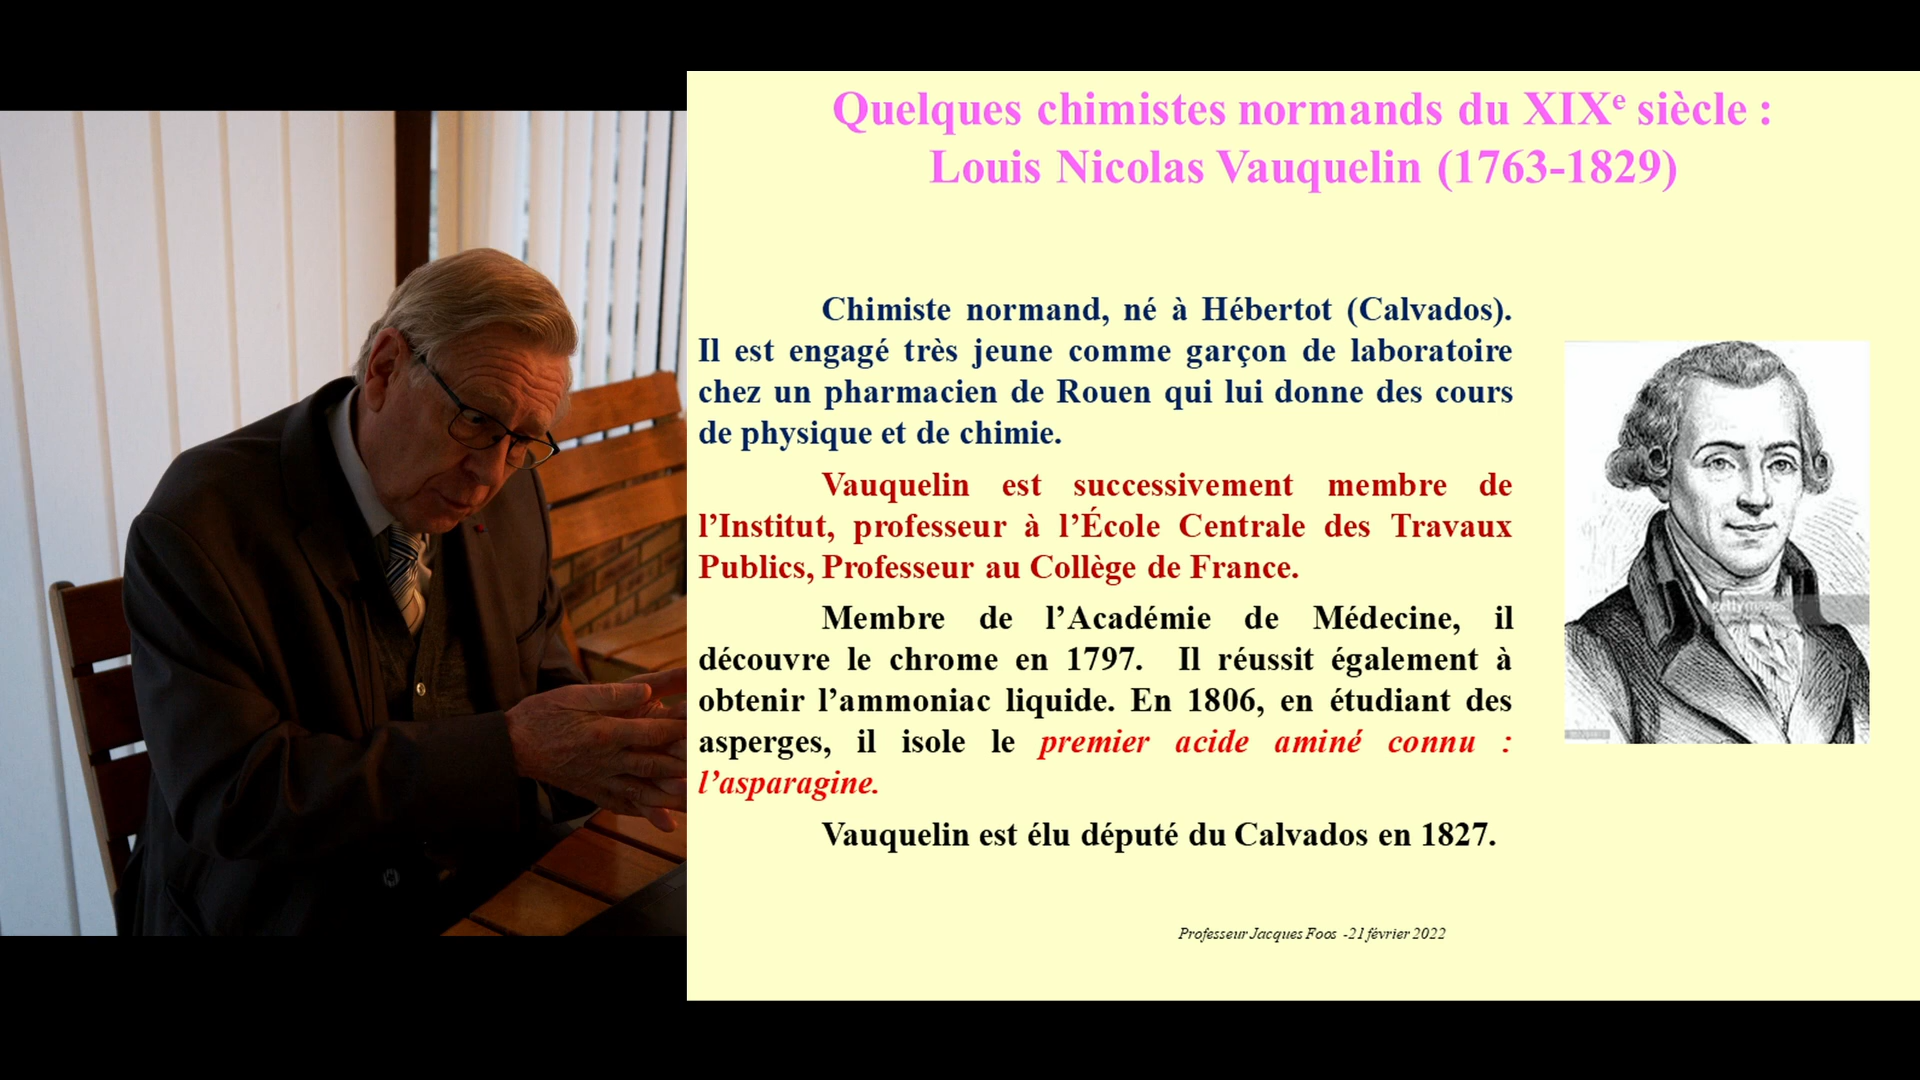 Quelques chimistes normands du XIXe siècle :
Louis Nicolas Vauquelin (1763-1829)
Chimiste normand, né à Hébertot (Calvados).
Il est engagé très jeune comme garçon de laboratoire
chez un pharmacien de Rouen qui lui donne des cours
de physique et de chimie.
Vauquelin est successivement membre de
l’Institut, professeur à l’École Centrale des Travaux
Publics, Professeur au Collège de France.
Membre de l’Académie de Médecine, il
découvre le chrome en 1797. Il réussit également à
obtenir l’ammoniac liquide. En 1806, en étudiant des
asperges, il isole le premier acide aminé connu :
l’asparagine.
Vauquelin est élu député du Calvados en 1827.
gettyimages
Professeur Jacques Foos -21 février 2022